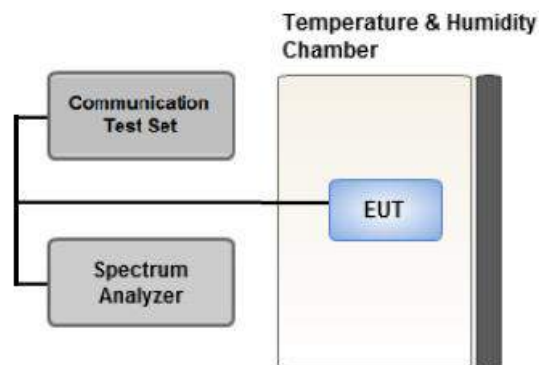 Temperature & Humidity
Chamber
Communication
Test Set
EUT
Spectrum
Analyzer